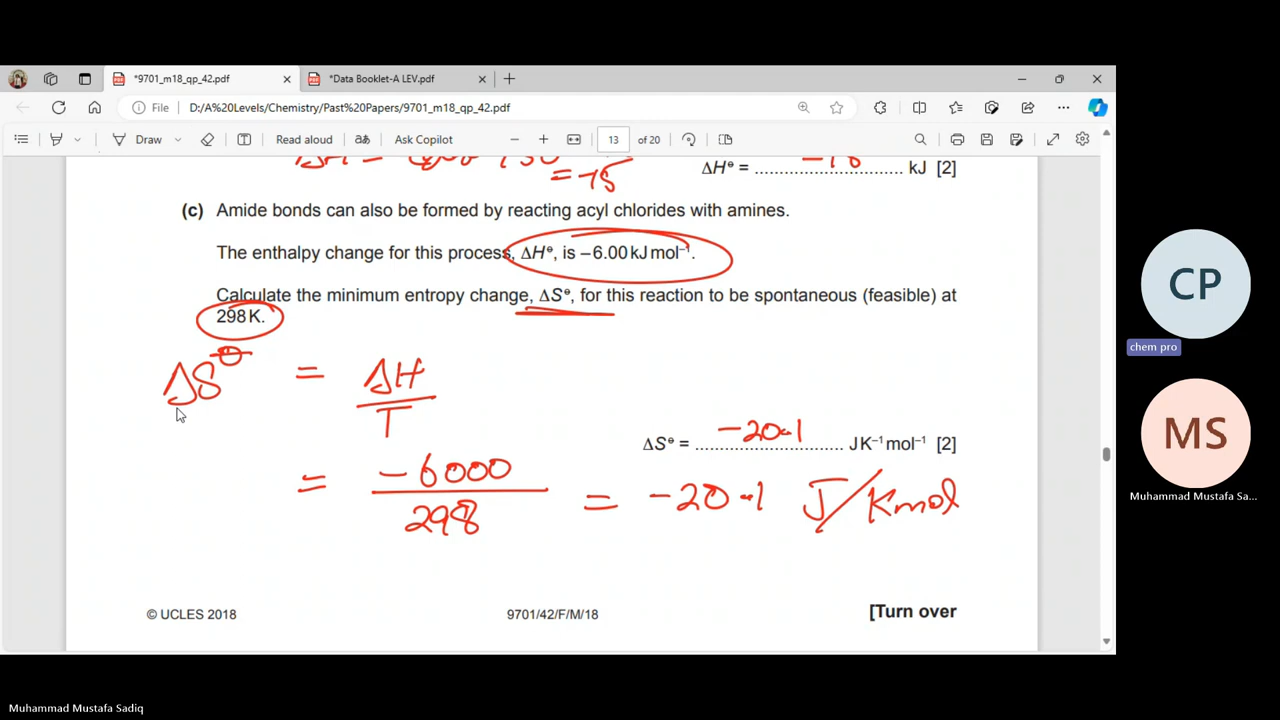 *9701_m18_qp_42.pdf
*Data Booklet-A LEV.pdf
File D:/A%20Levels/Chemistry/Past%20Papers/9701_m18_qp_42.pdf
Draw Read aloud Ask Copilot 13 of 20
= -75
ΔH⦵ = .............................. kJ [2]
(c) Amide bonds can also be formed by reacting acyl chlorides with amines.
The enthalpy change for this process, ΔH⦵, is −6.00 kJ mol⁻¹.
Calculate the minimum entropy change, ΔS⦵, for this reaction to be spontaneous (feasible) at
298 K.
ΔS⦵ = ΔH
T
ΔS⦵ = -20.1 .............................. J K⁻¹ mol⁻¹ [2]
= -6000
298
= -20.1 J/Kmol
© UCLES 2018 9701/42/F/M/18 [Turn over
CP
chem pro
MS
Muhammad Mustafa Sa...
Muhammad Mustafa Sadiq